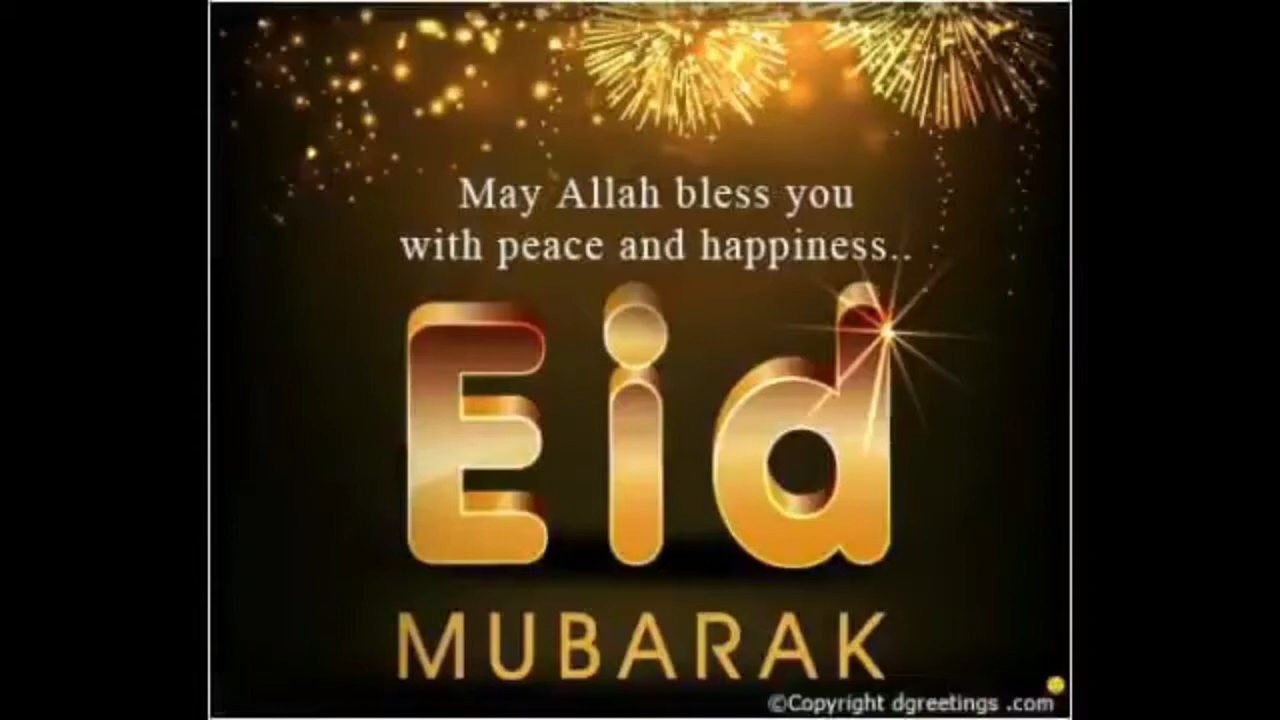 May Allah bless you
with peace and happiness..
Eid
MUBARAK
©Copyright dgreetings .com